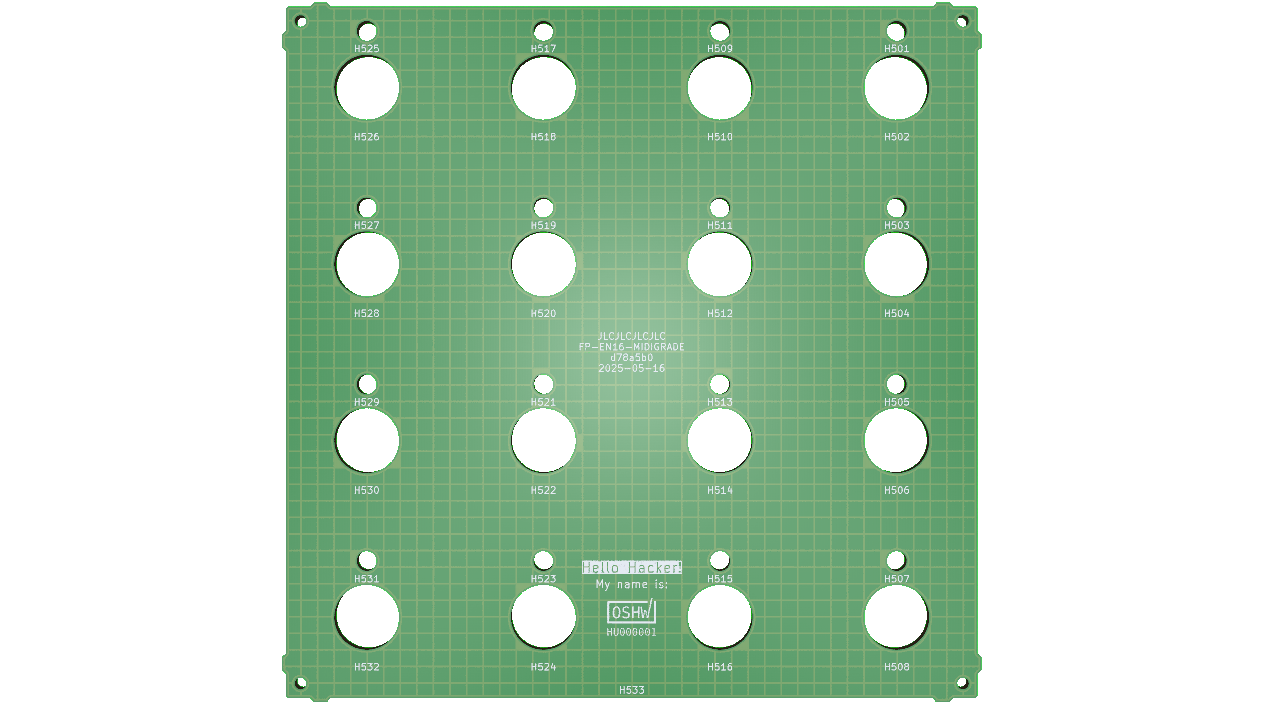 H525 H517 H509 H501
H526 H518 H510 H502
H527 H519 H511 H503
H528 H520 H512 H504
JLCJLCJLCJLC
FP-EN16-MIDIGRADE
d78a5b0
2025-05-16
H529 H521 H513 H505
H530 H522 H514 H506
Hello Hacker!
H531 H523 H515 H507
My name is:
OSHW
HU000001
H532 H524 H516 H508
H533